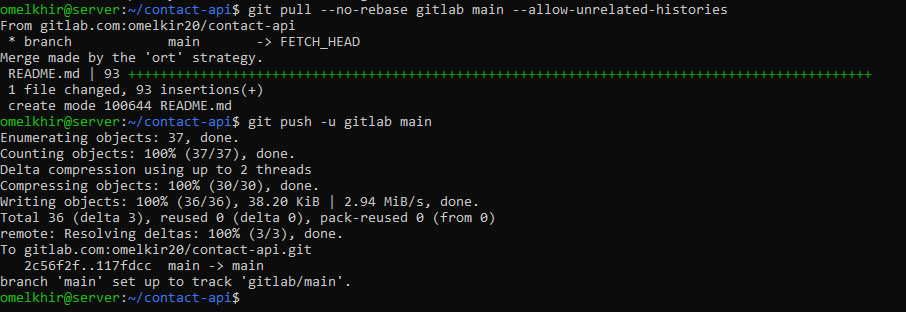 omelkhir@server:~/contact-api$ git pull --no-rebase gitlab main --allow-unrelated-histories
From gitlab.com:omelkir20/contact-api
 * branch            main       -> FETCH_HEAD
Merge made by the 'ort' strategy.
 README.md | 93 +++++++++++++++++++++++++++++++++++++++++++++++++++++++++++++++++++++++++++++++++++++++++++++
 1 file changed, 93 insertions(+)
 create mode 100644 README.md
omelkhir@server:~/contact-api$ git push -u gitlab main
Enumerating objects: 37, done.
Counting objects: 100% (37/37), done.
Delta compression using up to 2 threads
Compressing objects: 100% (30/30), done.
Writing objects: 100% (36/36), 38.20 KiB | 2.94 MiB/s, done.
Total 36 (delta 3), reused 0 (delta 0), pack-reused 0 (from 0)
remote: Resolving deltas: 100% (3/3), done.
To gitlab.com:omelkir20/contact-api.git
   2c56f2f..117fdcc  main -> main
branch 'main' set up to track 'gitlab/main'.
omelkhir@server:~/contact-api$